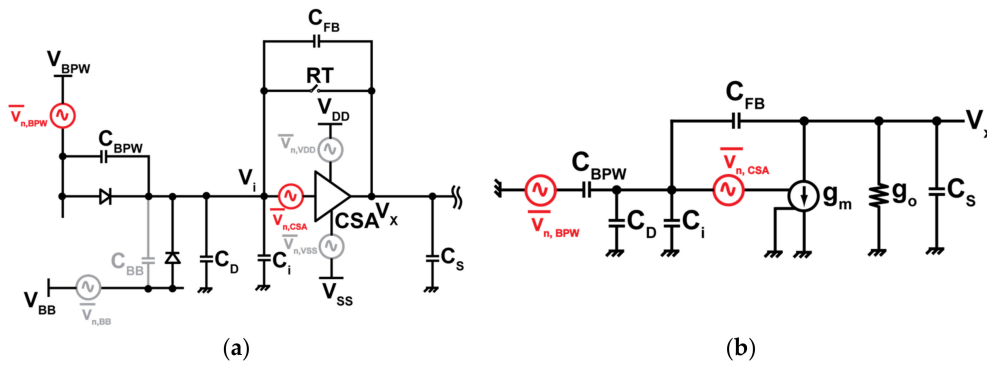 C_FB
V_BPW
RT
V̅_n,BPW
V_DD
V̅_n,VDD
C_BPW
V_i
V̅_n,CSA
CSA
V_X
V̅_n,VSS
C_BB
C_D
C_i
C_S
V_SS
V_BB
V̅_n,BB
(a)
C_FB
V_x
C_BPW
V̅_n, CSA
g_m
g_o
C_S
V̅_n, BPW
C_D
C_i
(b)